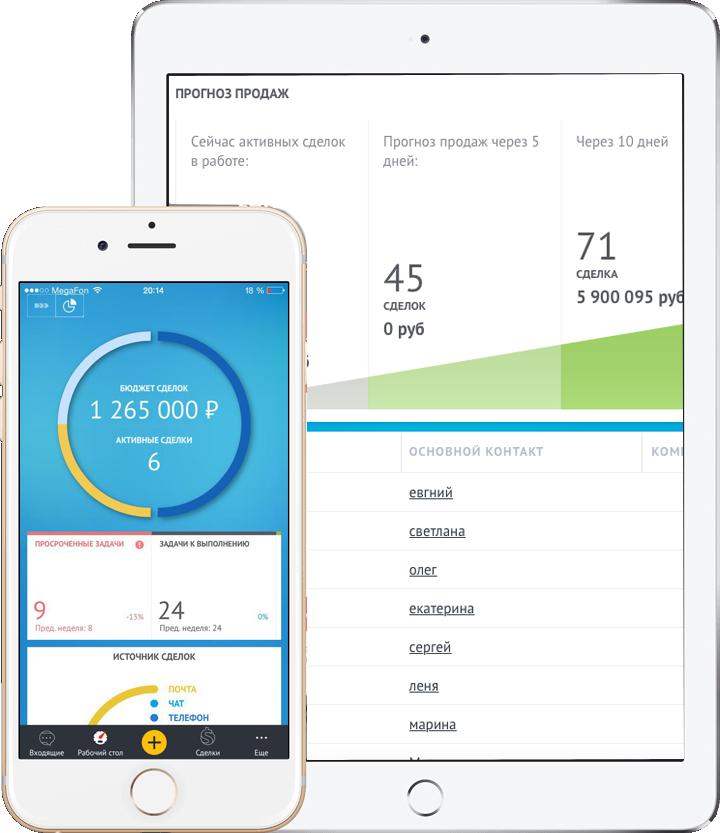 ПРОГНОЗ ПРОДАЖ
Сейчас активных сделок
в работе:
Прогноз продаж через 5
дней:
Через 10 дней
45
СДЕЛОК
0 руб
71
СДЕЛКА
5 900 095 руб
ОСНОВНОЙ КОНТАКТ
КОМП
евгний
светлана
олег
екатерина
сергей
леня
марина
MegaFon
20:14
18 %
БЮДЖЕТ СДЕЛОК
1 265 000 ₽
АКТИВНЫЕ СДЕЛКИ
6
ПРОСРОЧЕННЫЕ ЗАДАЧИ
ЗАДАЧИ К ВЫПОЛНЕНИЮ
9
-13%
24
0%
Пред. неделя: 8
Пред. неделя: 24
ИСТОЧНИК СДЕЛОК
ПОЧТА
ЧАТ
ТЕЛЕФОН
Входящие
Рабочий стол
Сделки
Еще